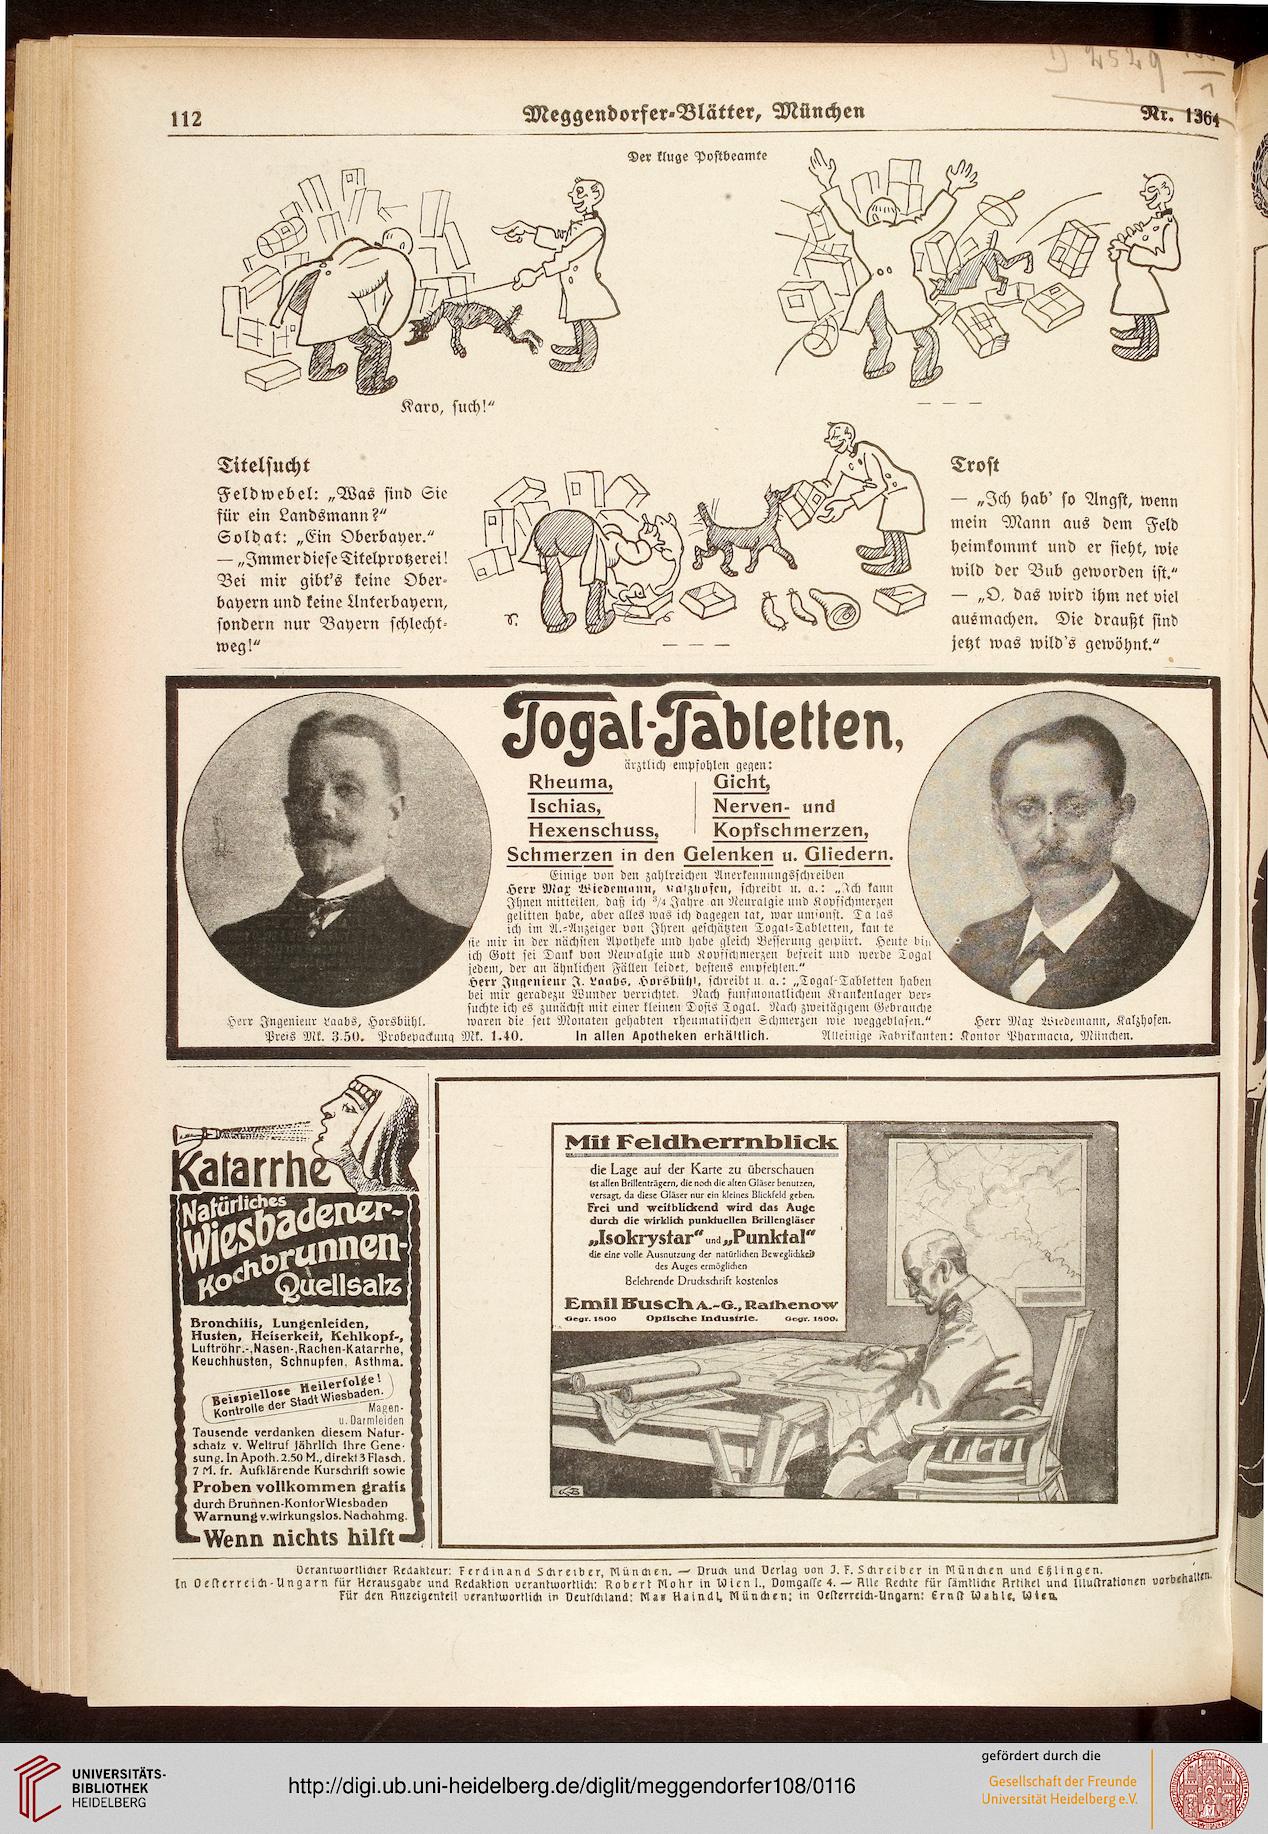 112
Meggendorfer-Blätter, München
Nr. 1364
Der kluge Postbeamte
Karo, such!“
— — —
Titelsucht
Feldwebel: „Was sind Sie
für ein Landsmann?“
Soldat: „Ein Oberbayer.“
— „Immer diese Titelprotzerei!
Bei mir gibt's keine Ober-
bayern und keine Unterbayern,
sondern nur Bayern schlecht-
weg!“
— — —
Trost
— „Ich hab' so Angst, wenn
mein Mann aus dem Feld
heimkommt und er sieht, wie
wild der Bub geworden ist.“
— „O, das wird ihm net viel
ausmachen. Die draußt sind
jetzt was wild's gewöhnt.“
Togal-Tabletten,
ärztlich empfohlen gegen:
Rheuma, Gicht,
Ischias, Nerven- und
Hexenschuss, Kopfschmerzen,
Schmerzen in den Gelenken u. Gliedern.
Einige von den zahlreichen Anerkennungsschreiben
Herr Max Wiedemann, Kalzhofen, schreibt u. a.: „Ich kann
Ihnen mitteilen, daß ich 3/4 Jahre an Neuralgie und Kopfschmerzen
gelitten habe, aber alles was ich dagegen tat, war umsonst. Da las
ich im A.-Anzeiger von Ihren geschätzten Togal-Tabletten, kaufte
sie mir in der nächsten Apotheke und habe gleich Besserung gespürt. Heute bin
ich Gott sei Dank von Neuralgie und Kopfschmerzen befreit und werde Togal
jedem, der an ähnlichen Fällen leidet, bestens empfehlen.“
Herr Ingenieur J. Laabs, Horsbühl, schreibt u. a.: „Togal-Tabletten haben
bei mir geradezu Wunder verrichtet. Nach fünfmonatlichem Krankenlager ver-
suchte ich es zunächst mit einer kleinen Dosis Togal. Nach zweitägigem Gebrauche
waren die seit Monaten gehabten rheumatischen Schmerzen wie weggeblasen.“
Herr Ingenieur Laabs, Horsbühl.
Herr Max Wiedemann, Kalzhofen.
Preis Mk. 3.50. Probepackung Mk. 1.40. In allen Apotheken erhältlich. Alleinige Fabrikanten: Kontor Pharmacia, München.
Katarrhe
Natürliches
Wiesbadener-
Kochbrunnen-
Quellsalz
Bronchitis, Lungenleiden,
Husten, Heiserkeit, Kehlkopf-,
Luftröhr.-, Nasen-, Rachen-Katarrhe,
Keuchhusten, Schnupfen, Asthma.
Beispiellose Heilerfolge!
Kontrolle der Stadt Wiesbaden.
Magen-
u. Darmleiden
Tausende verdanken diesem Natur-
schatz v. Weltruf jährlich ihre Gene-
sung. In Apoth. 2.50 M., direkt 3 Flasch.
7 M. fr. Aufklärende Kurschrift sowie
Proben vollkommen gratis
durch Brunnen-Kontor Wiesbaden
Warnung v. wirkungslos. Nachahmg.
Wenn nichts hilft
Mit Feldherrnblick
die Lage auf der Karte zu überschauen
ist allen Brillenträgern, die noch die alten Gläser benutzen,
versagt, da diese Gläser nur ein kleines Blickfeld geben.
Frei und weitblickend wird das Auge
durch die wirklich punktuellen Brillengläser
„Isokrystar“ und „Punktal“
die eine volle Ausnutzung der natürlichen Beweglichkeit
des Auges ermöglichen
Belehrende Druckschrift kostenlos
Emil Busch A.-G., Rathenow
Gegr. 1800 Optische Industrie. Gegr. 1800.
Verantwortlicher Redakteur: Ferdinand Schreiber, München. — Druck und Verlag von J. F. Schreiber in München und Eßlingen.
In Oesterreich-Ungarn für Herausgabe und Redaktion verantwortlich: Robert Mohr in Wien I., Domgasse 4. — Alle Rechte für sämtliche Artikel und Illustrationen vorbehalten.
Für den Anzeigenteil verantwortlich in Deutschland: Max Haindl, München; in Oesterreich-Ungarn: Ernst Wahle, Wien.
UNIVERSITÄTS-
BIBLIOTHEK
HEIDELBERG
http://digi.ub.uni-heidelberg.de/diglit/meggendorfer108/0116
gefördert durch die
Gesellschaft der Freunde
Universität Heidelberg e.V.